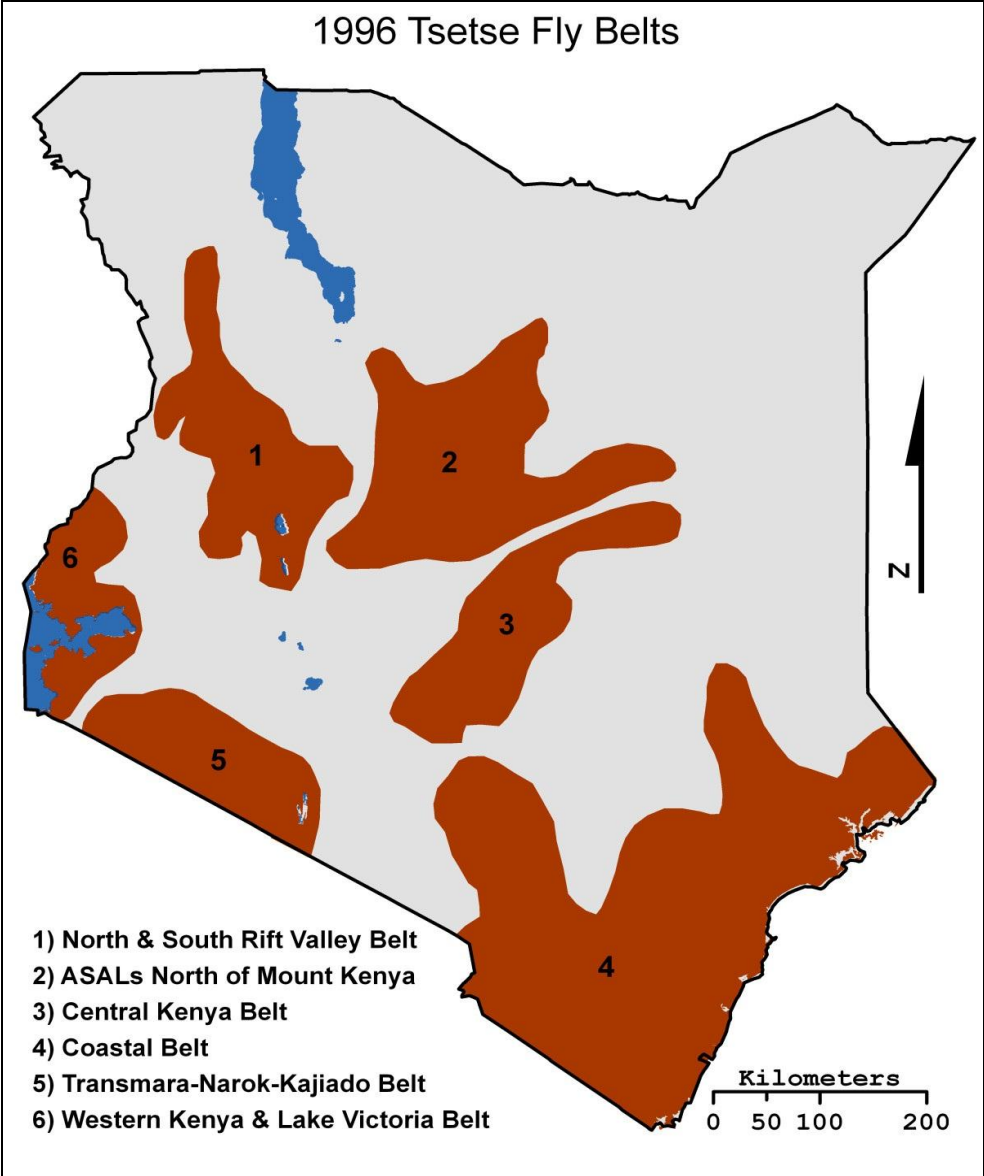 1996 Tsetse Fly Belts
1
2
6
3
5
4
N
1) North & South Rift Valley Belt
2) ASALs North of Mount Kenya
3) Central Kenya Belt
4) Coastal Belt
5) Transmara-Narok-Kajiado Belt
6) Western Kenya & Lake Victoria Belt
Kilometers
0 50 100 200